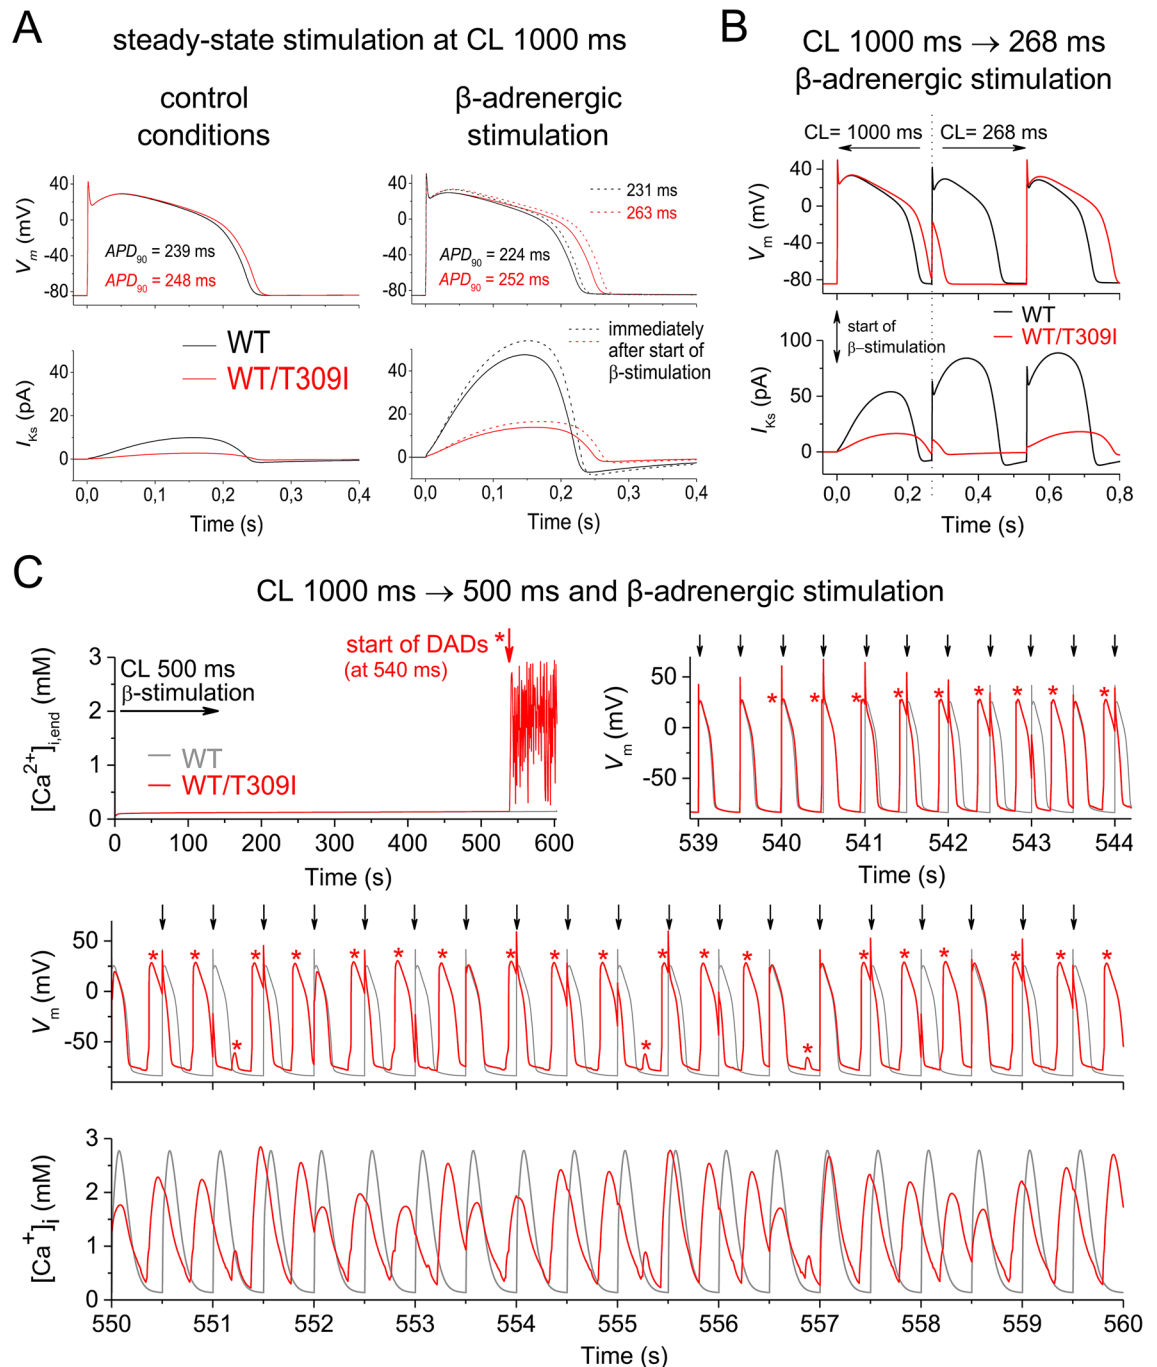 A
steady-state stimulation at CL 1000 ms
control
conditions
β-adrenergic
stimulation
40
0
-40
-80
Vm (mV)
APD90 = 239 ms
APD90 = 248 ms
40
0
-40
-80
231 ms
263 ms
APD90 = 224 ms
APD90 = 252 ms
40
20
0
IKs (pA)
WT
WT/T309I
0,0 0,1 0,2 0,3 0,4
Time (s)
40
20
0
immediately
after start of
β-stimulation
0,0 0,1 0,2 0,3 0,4
Time (s)
B
CL 1000 ms → 268 ms
β-adrenergic stimulation
CL= 1000 ms CL= 268 ms
40
0
-40
-80
Vm (mV)
start of
β–stimulation
WT
WT/T309I
100
50
0
IKs (pA)
0,0 0,2 0,4 0,6 0,8
Time (s)
C
CL 1000 ms → 500 ms and β-adrenergic stimulation
3
2
1
0
[Ca2+]i,end (mM)
CL 500 ms
β-stimulation
start of DADs *
(at 540 ms)
WT
WT/T309I
0 100 200 300 400 500 600
Time (s)
50
0
-50
Vm (mV)
* * * * * * * * *
539 540 541 542 543 544
Time (s)
50
0
-50
Vm (mV)
* * * * * * * * * * * * * * * * * * *
* * *
3
2
1
0
[Ca+]i (mM)
550 551 552 553 554 555 556 557 558 559 560
Time (s)